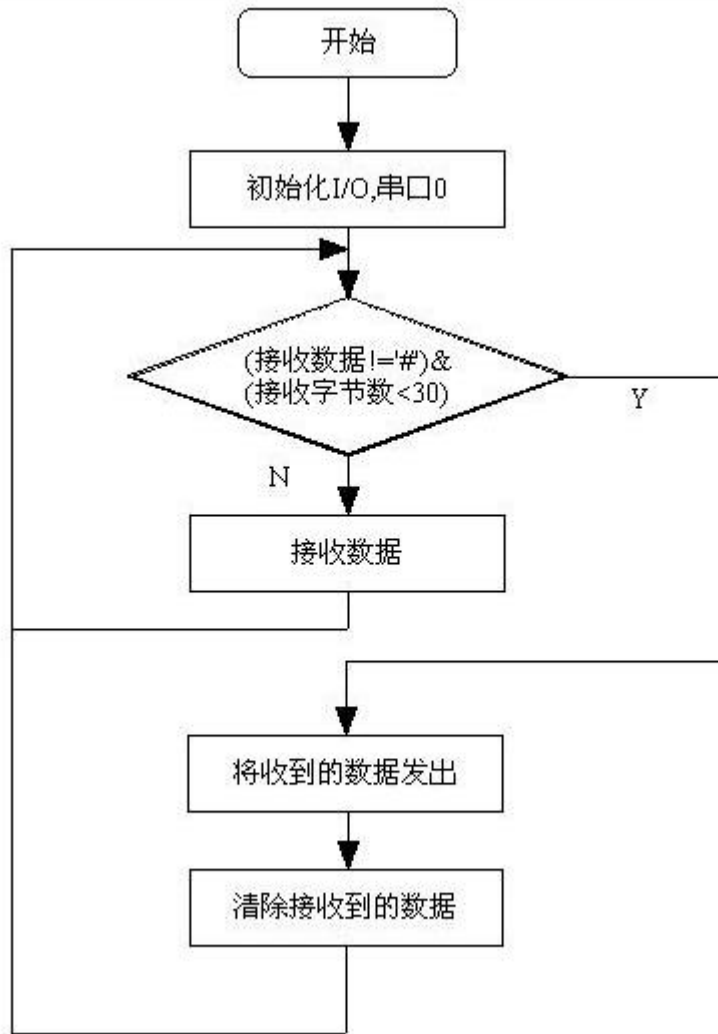 开始
初始化I/O,串口0
(接收数据!='#')&
(接收字节数<30)
Y
N
接收数据
将收到的数据发出
清除接收到的数据